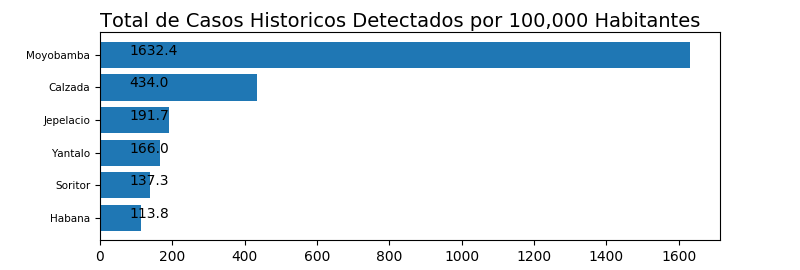 Total de Casos Historicos Detectados por 100,000 Habitantes
Moyobamba 1632.4
Calzada 434.0
Jepelacio 191.7
Yantalo 166.0
Soritor 137.3
Habana 113.8
0 200 400 600 800 1000 1200 1400 1600